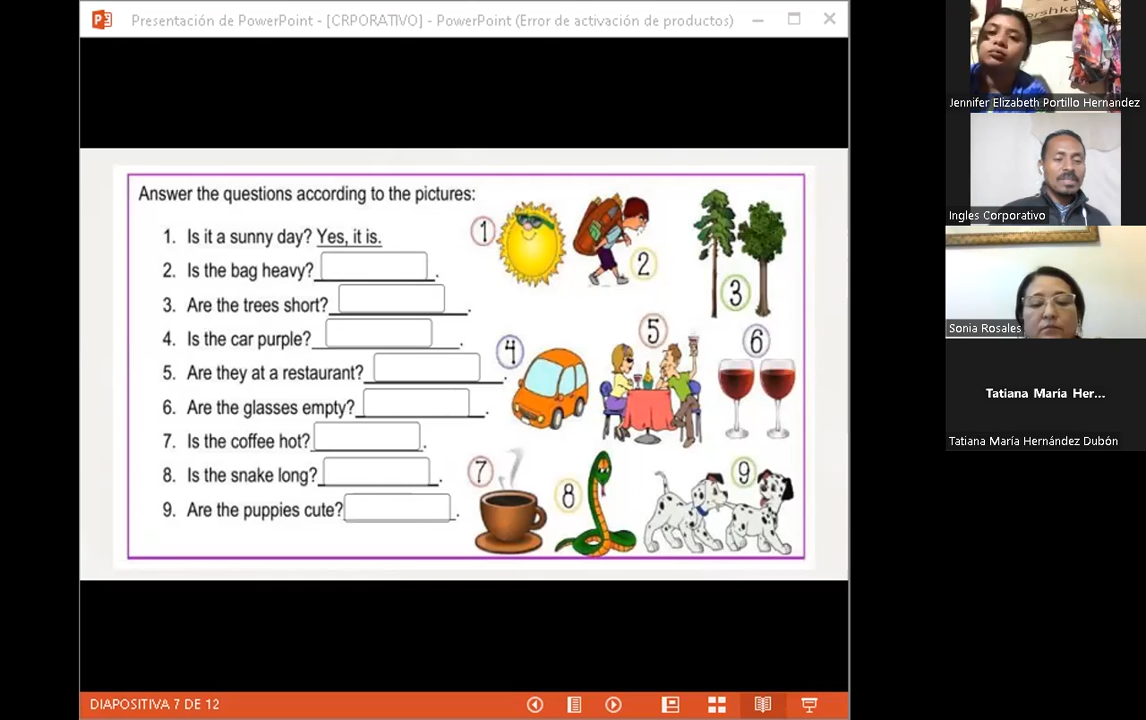 Presentación de PowerPoint - [CRPORATIVO] - PowerPoint (Error de activación de productos)
Answer the questions according to the pictures:
1. Is it a sunny day? Yes, it is.
2. Is the bag heavy? .
3. Are the trees short? .
4. Is the car purple? .
5. Are they at a restaurant? .
6. Are the glasses empty? .
7. Is the coffee hot? .
8. Is the snake long? .
9. Are the puppies cute? .
1
2
3
4
5
6
7
8
9
DIAPOSITIVA 7 DE 12
Jennifer Elizabeth Portillo Hernandez
Ingles Corporativo
Sonia Rosales
Tatiana María Her...
Tatiana María Hernández Dubón